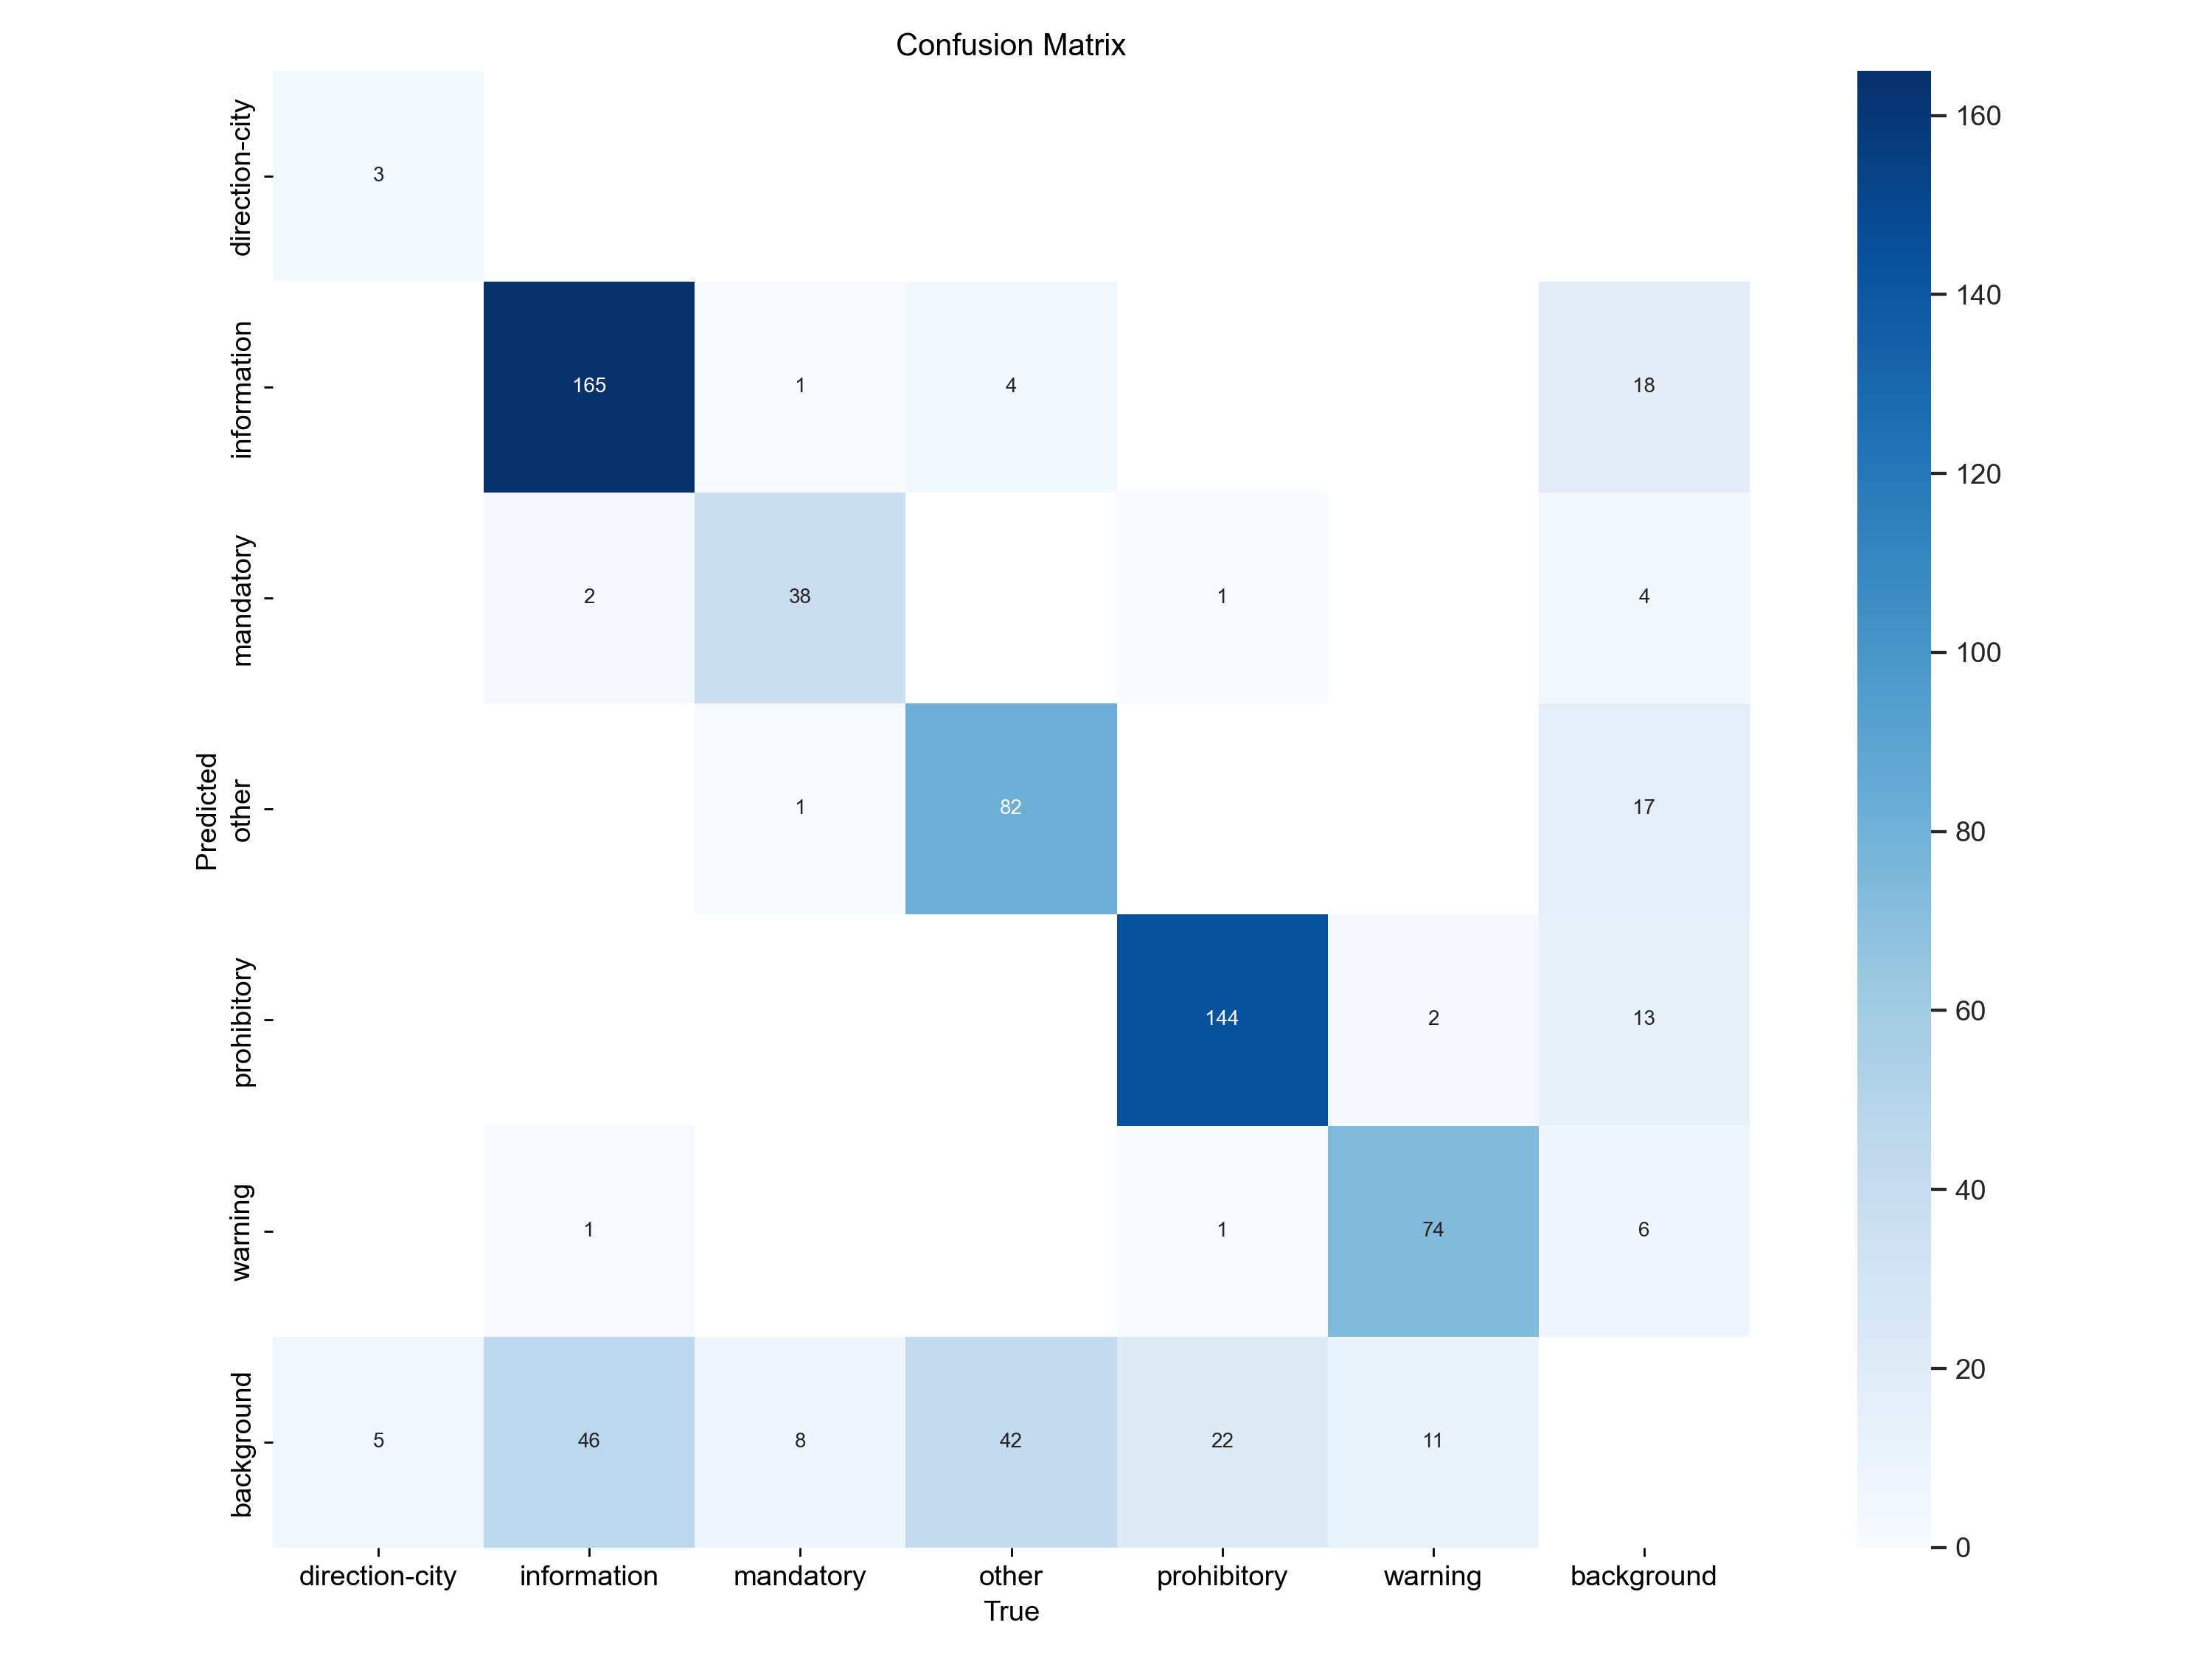 Confusion Matrix
direction-city
3
information
165 1 4 18
mandatory
2 38 1 4
Predicted
other
1 82 17
prohibitory
144 2 13
warning
1 1 74 6
background
5 46 8 42 22 11
direction-city information mandatory other prohibitory warning background
True
160
140
120
100
80
60
40
20
0